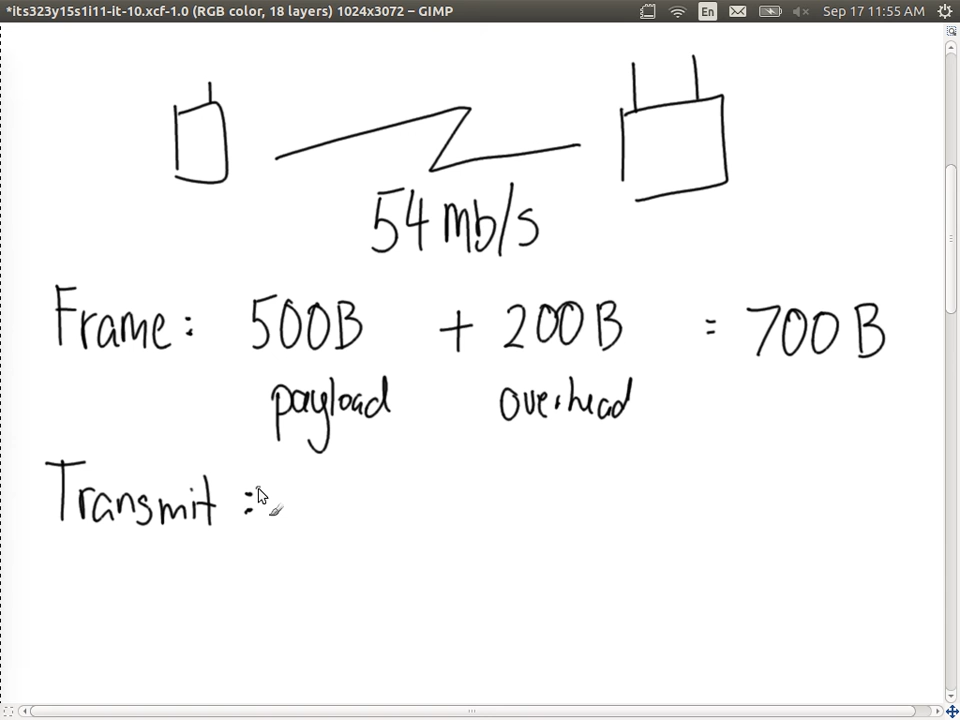 *its323y15s1i11-it-10.xcf-1.0 (RGB color, 18 layers) 1024x3072 – GIMP En Sep 17 11:55 AM
54 mb/s
Frame: 500B + 200B = 700B
payload overhead
Transmit :